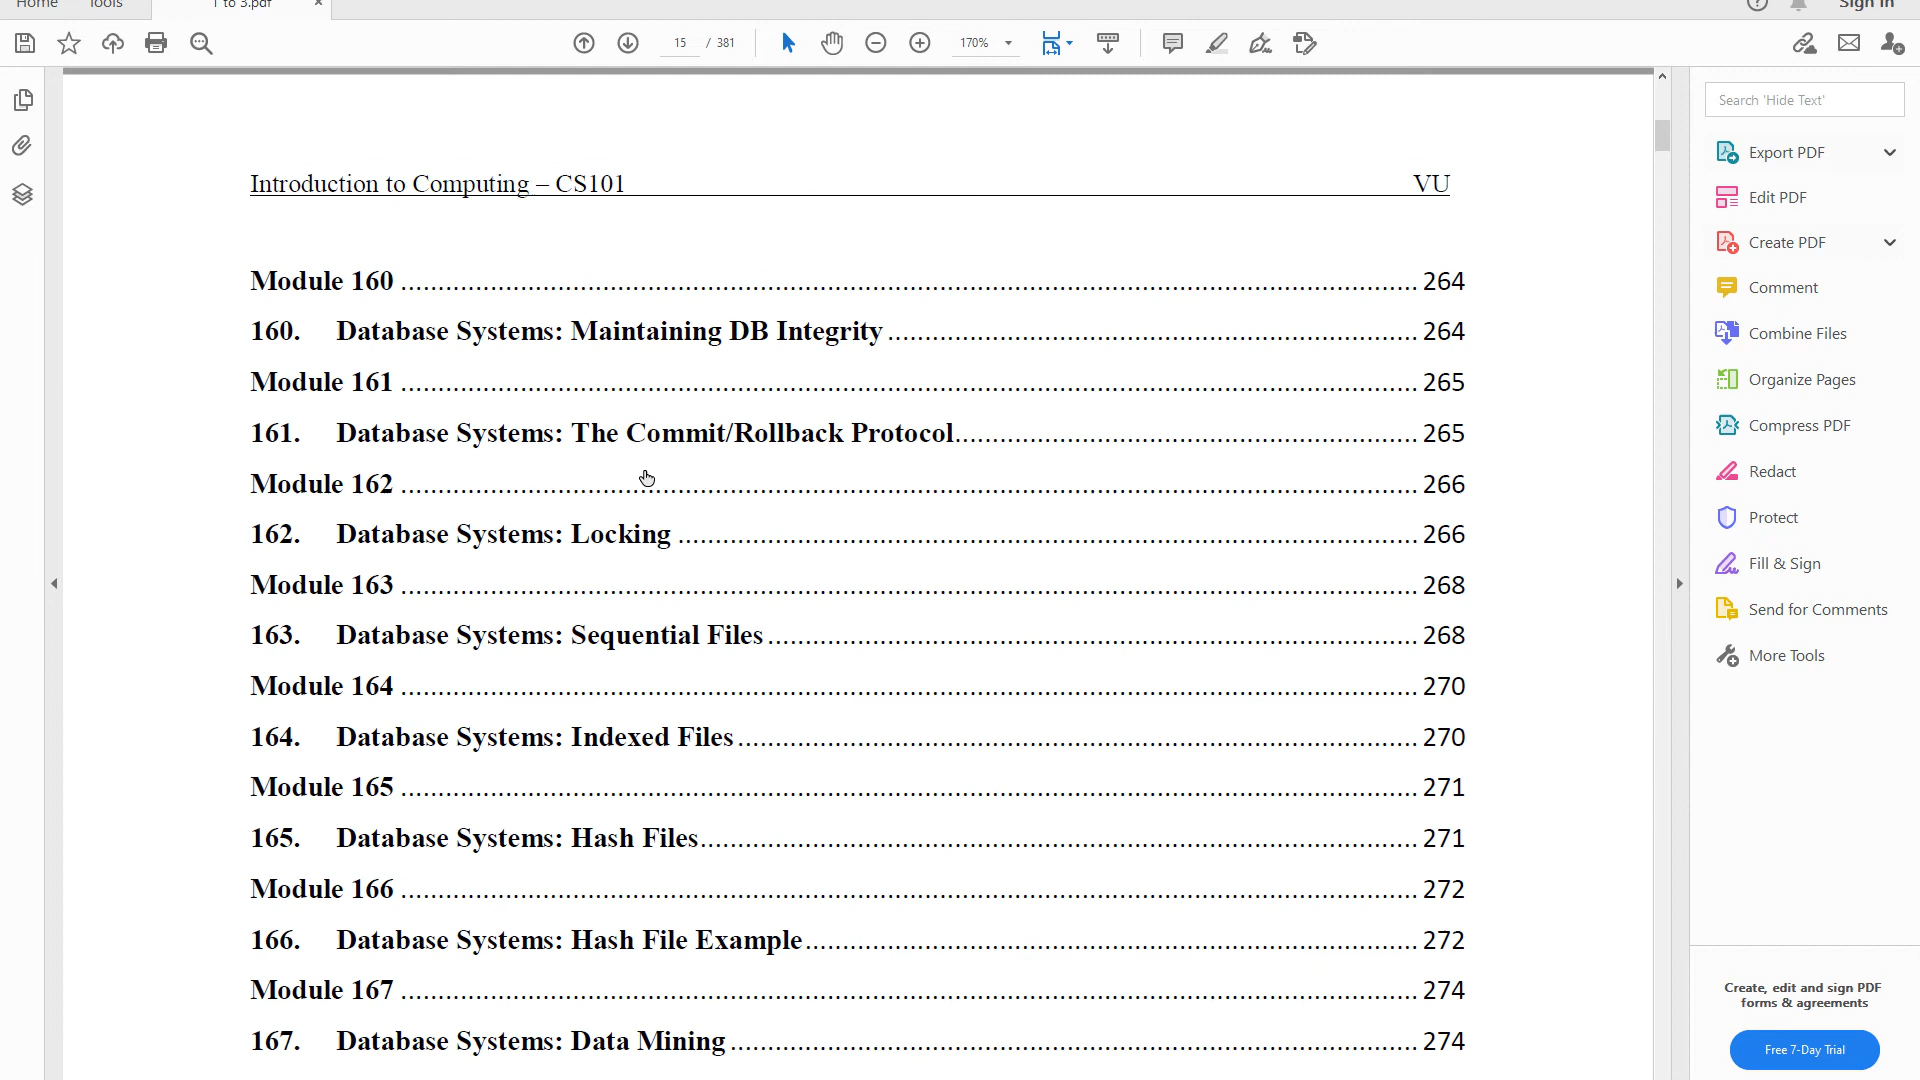 Home Tools 1 to 3.pdf × Sign In
15 / 381 170%
Search 'Hide Text'
Export PDF
Edit PDF
Create PDF
Comment
Combine Files
Organize Pages
Compress PDF
Redact
Protect
Fill & Sign
Send for Comments
More Tools
Create, edit and sign PDF
forms & agreements
Free 7-Day Trial
Introduction to Computing – CS101 VU
Module 160 ........................................ 264
160. Database Systems: Maintaining DB Integrity ........................................ 264
Module 161 ........................................ 265
161. Database Systems: The Commit/Rollback Protocol ........................................ 265
Module 162 ........................................ 266
162. Database Systems: Locking ........................................ 266
Module 163 ........................................ 268
163. Database Systems: Sequential Files ........................................ 268
Module 164 ........................................ 270
164. Database Systems: Indexed Files ........................................ 270
Module 165 ........................................ 271
165. Database Systems: Hash Files ........................................ 271
Module 166 ........................................ 272
166. Database Systems: Hash File Example ........................................ 272
Module 167 ........................................ 274
167. Database Systems: Data Mining ........................................ 274